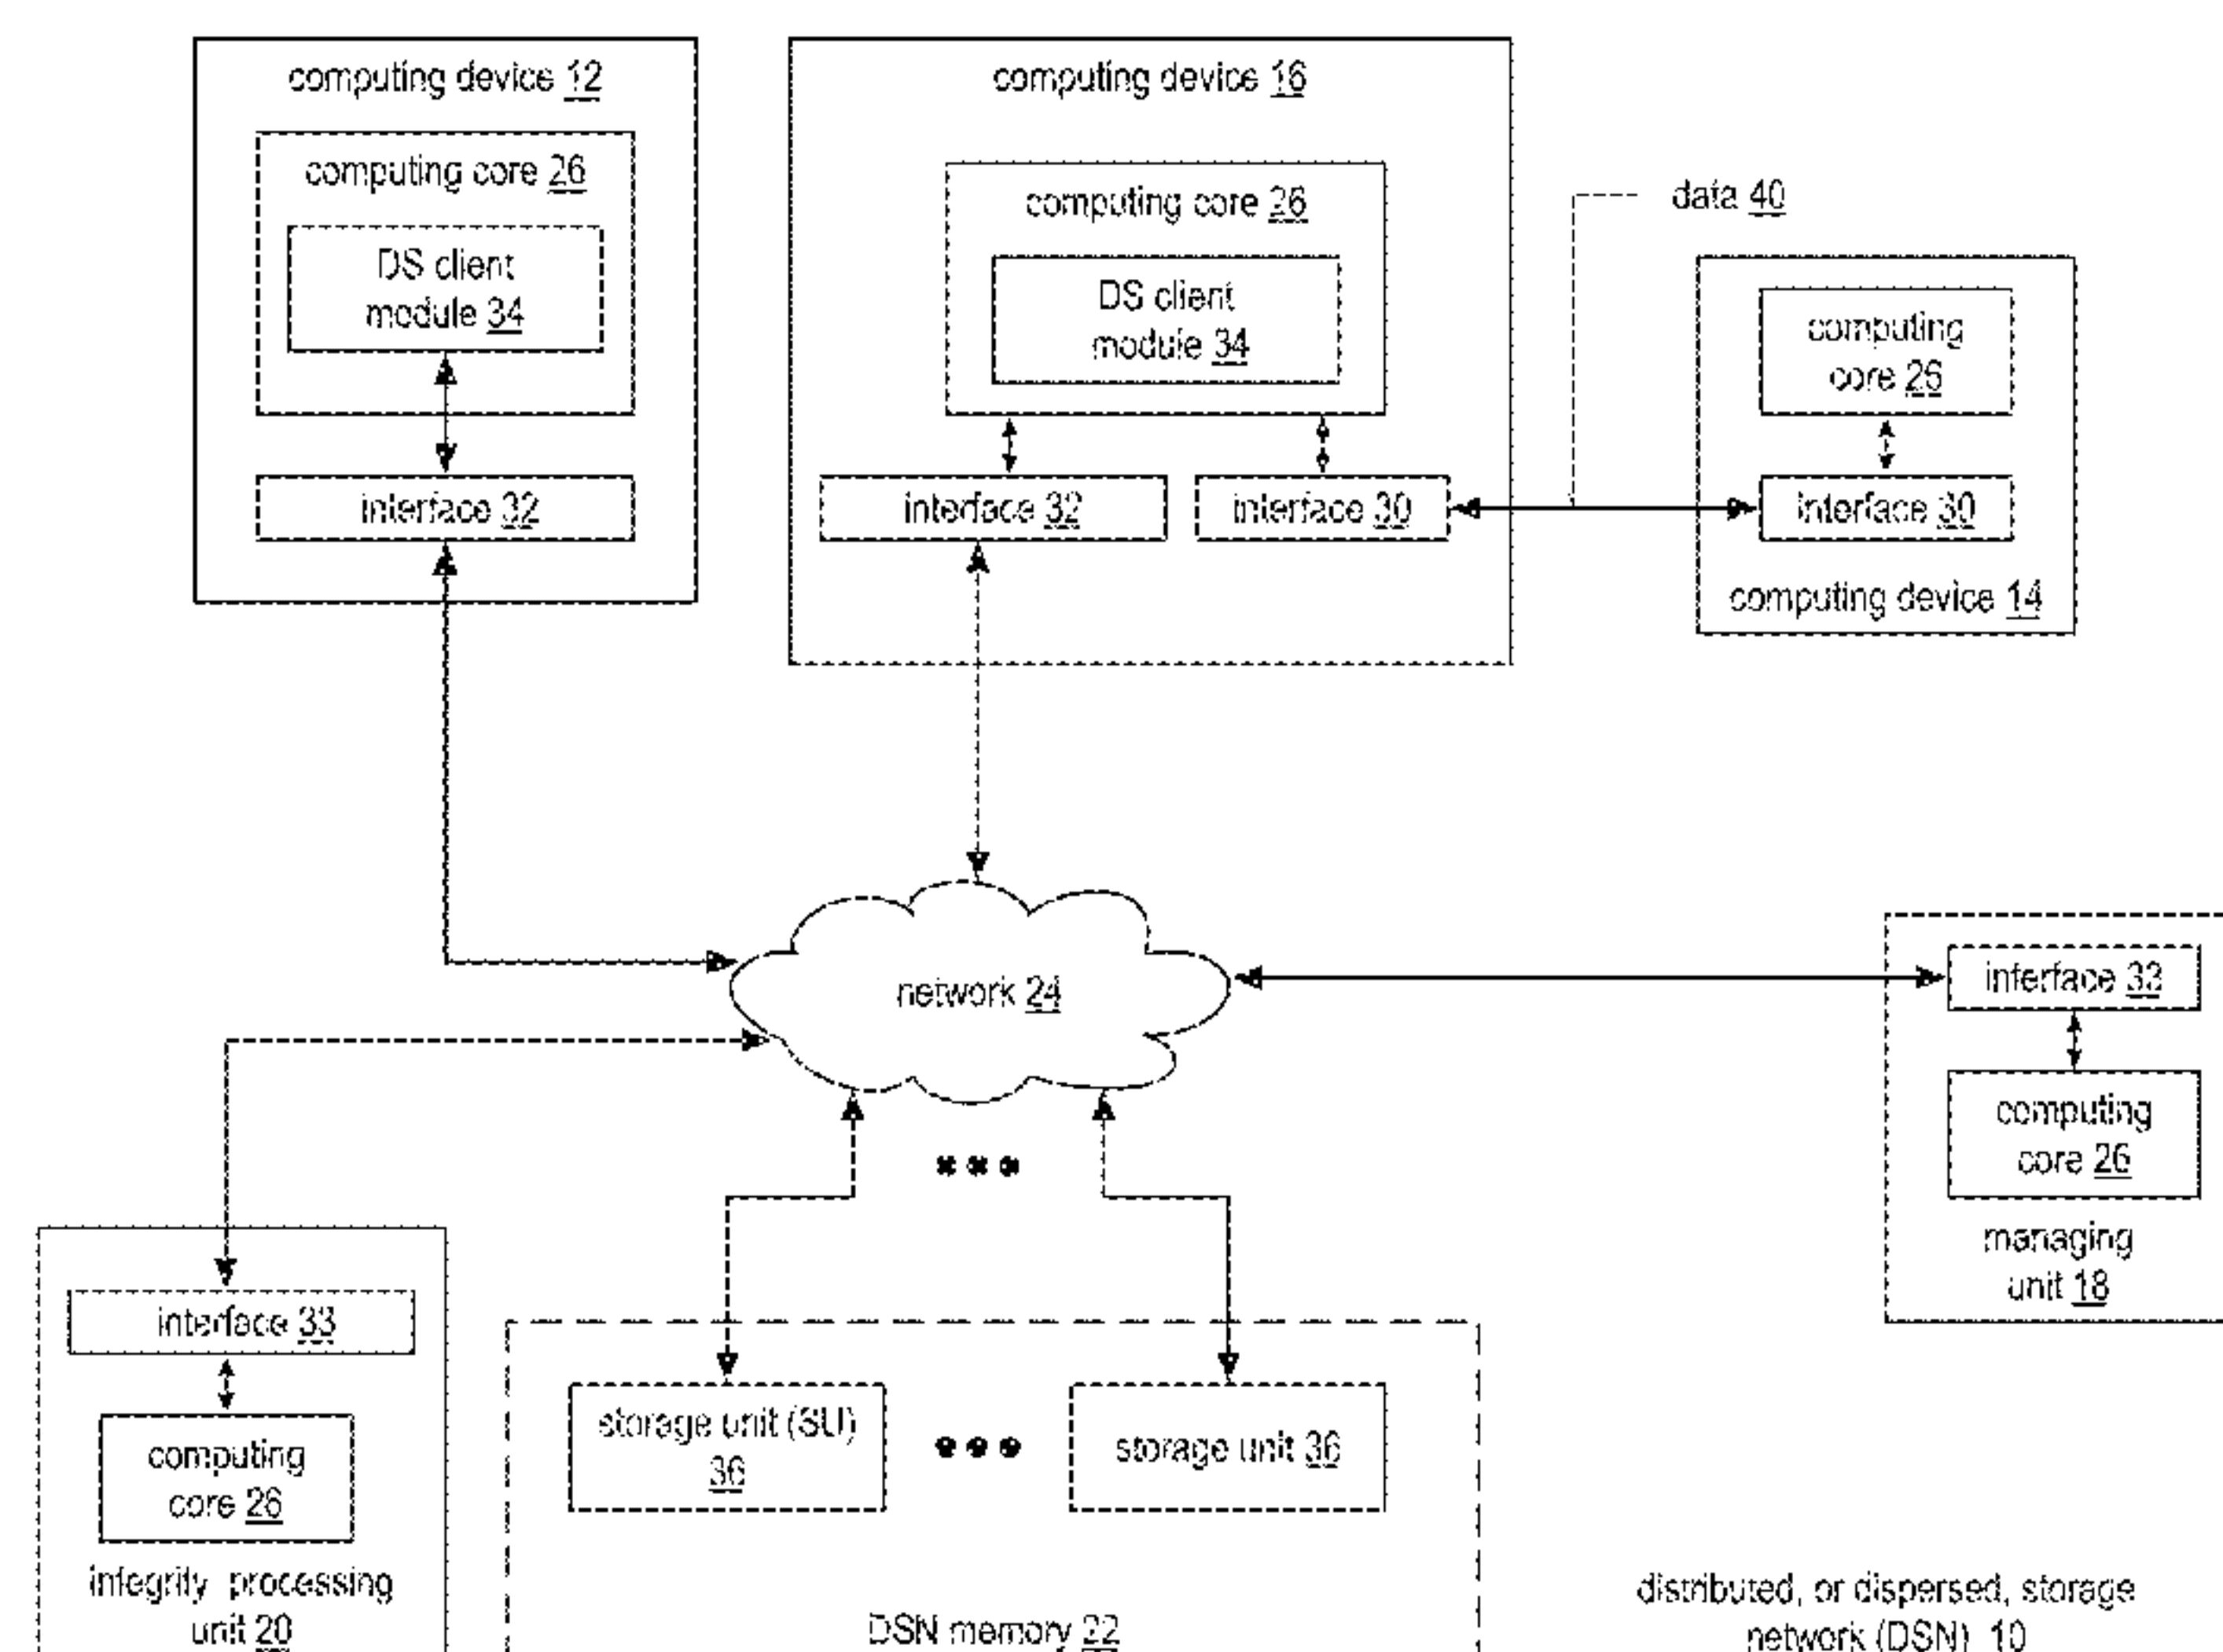 computing device 12
computing core 26
DS client
module 34
interface 32
computing device 16
computing core 26
DS client
module 34
interface 32
interface 30
data 40
computing
core 26
interface 30
computing device 14
network 24
interface 33
computing
core 26
managing
unit 18
interface 33
computing
core 26
integrity processing
unit 20
storage unit (SU)
36
storage unit 36
DSN memory 22
distributed, or dispersed, storage
network (DSN) 10